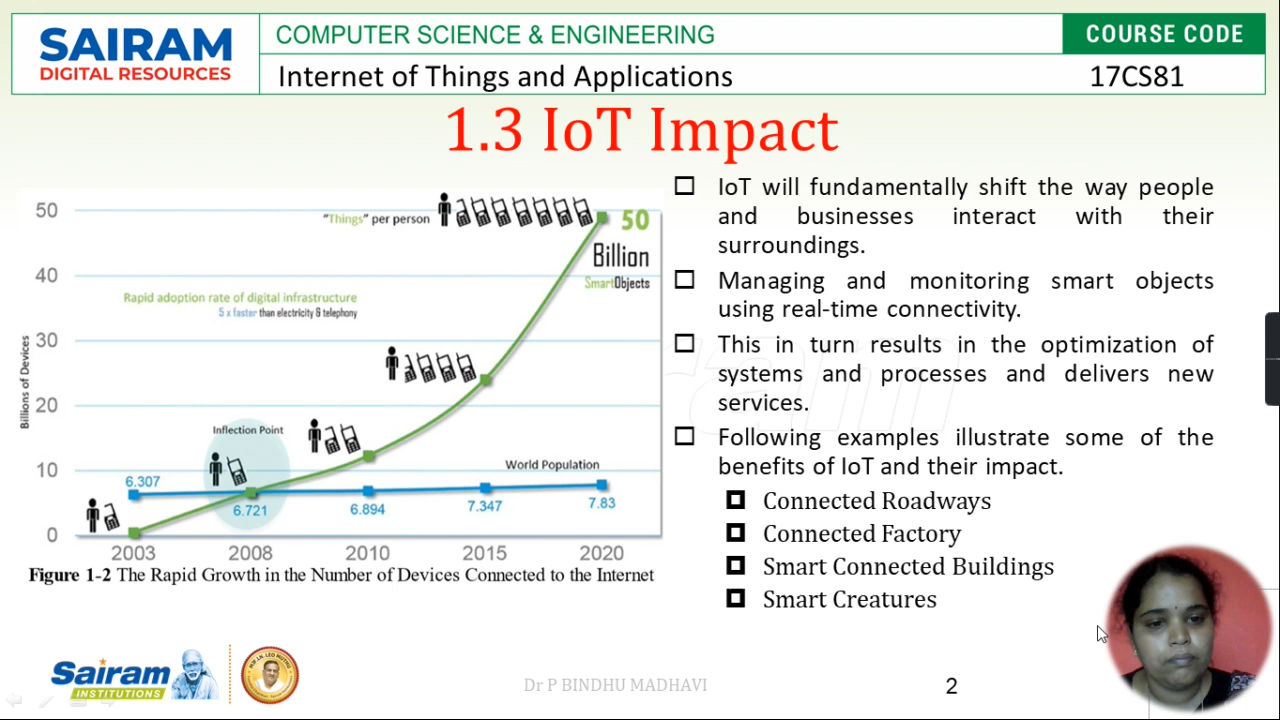 SAIRAM
DIGITAL RESOURCES
COMPUTER SCIENCE & ENGINEERING
COURSE CODE
Internet of Things and Applications
17CS81
1.3 IoT Impact
50
40
30
20
10
0
Billions of Devices
"Things" per person
50
Billion
SmartObjects
Rapid adoption rate of digital infrastructure
5 x faster than electricity & telephony
Inflection Point
World Population
6.307
6.721
6.894
7.347
7.83
2003 2008 2010 2015 2020
Figure 1-2 The Rapid Growth in the Number of Devices Connected to the Internet
IoT will fundamentally shift the way people
and businesses interact with their
surroundings.
Managing and monitoring smart objects
using real-time connectivity.
This in turn results in the optimization of
systems and processes and delivers new
services.
Following examples illustrate some of the
benefits of IoT and their impact.
Connected Roadways
Connected Factory
Smart Connected Buildings
Smart Creatures
Sairam
INSTITUTIONS
Dr P BINDHU MADHAVI
2